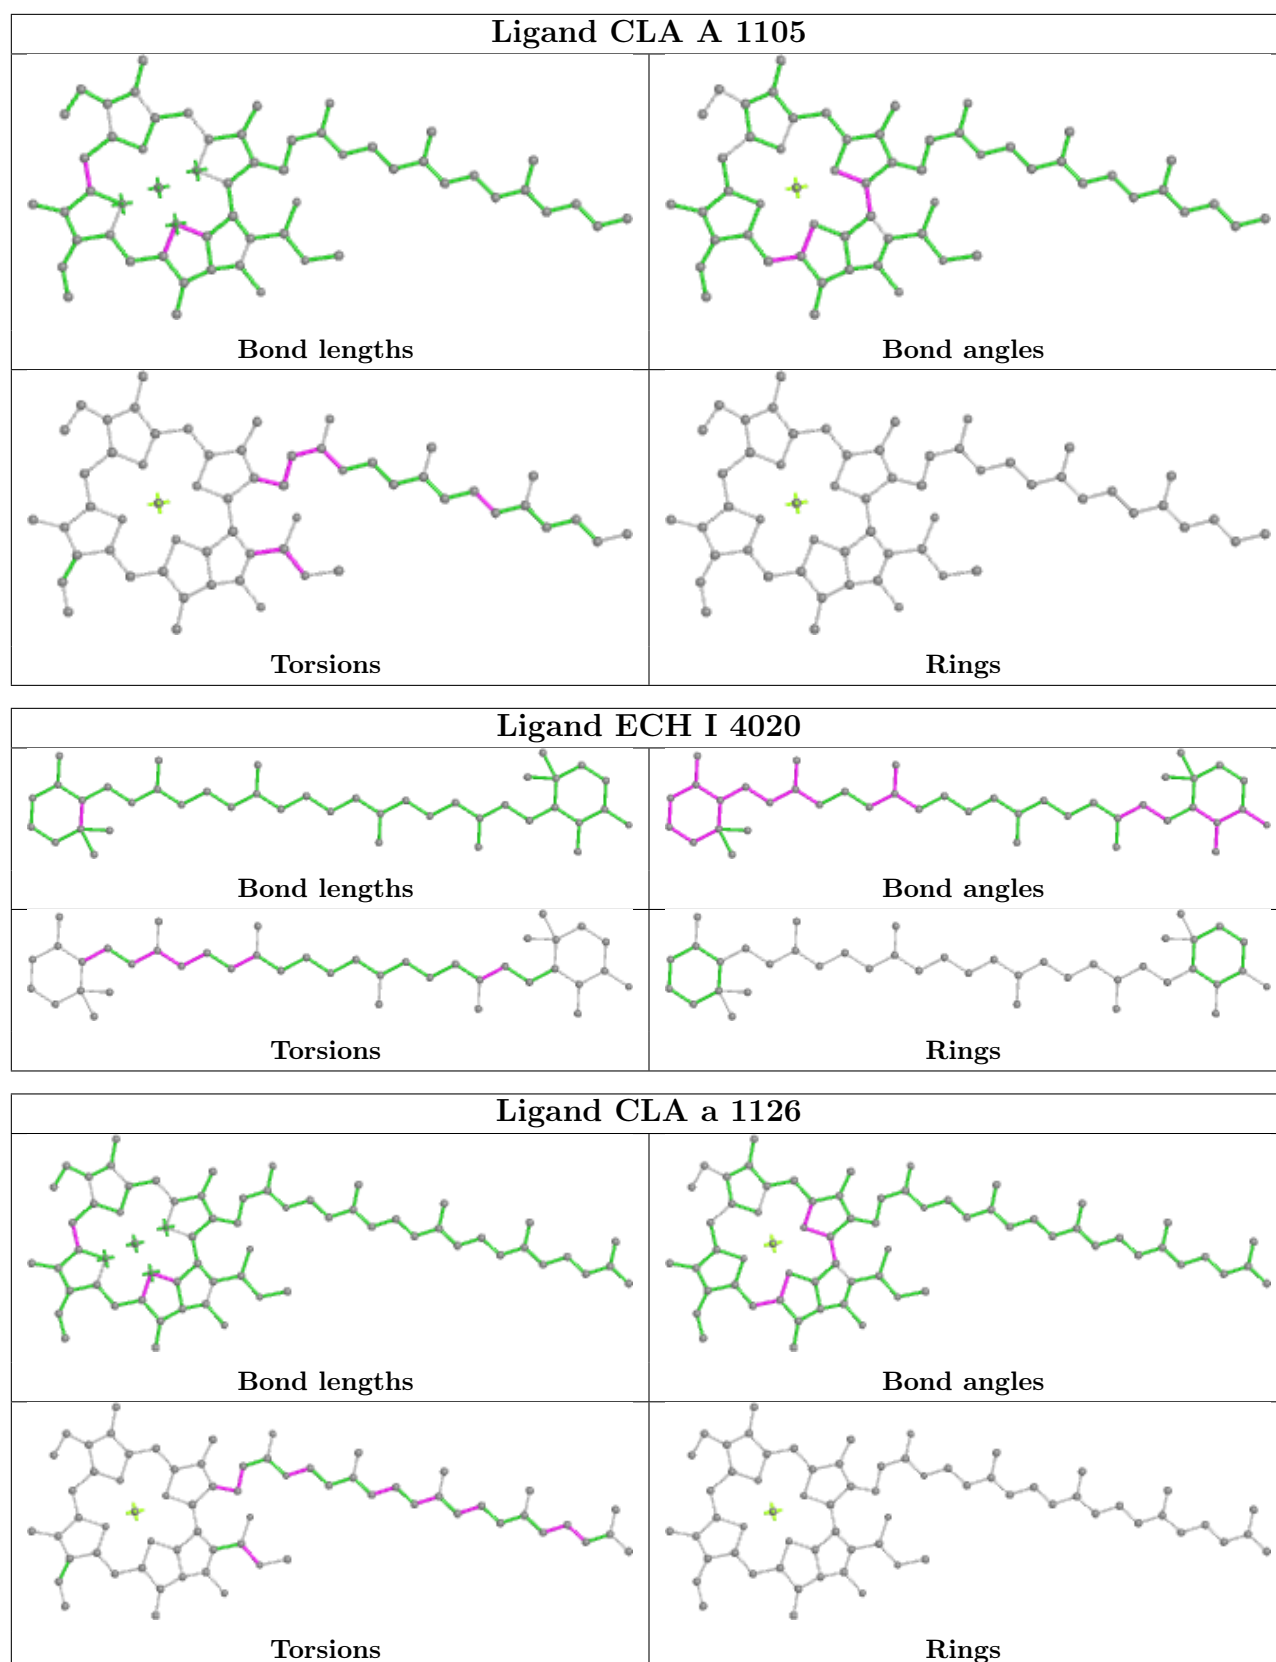 Ligand CLA A 1105
Bond lengths
Bond angles
Torsions
Rings
Ligand ECH I 4020
Bond lengths
Bond angles
Torsions
Rings
Ligand CLA a 1126
Bond lengths
Bond angles
Torsions
Rings